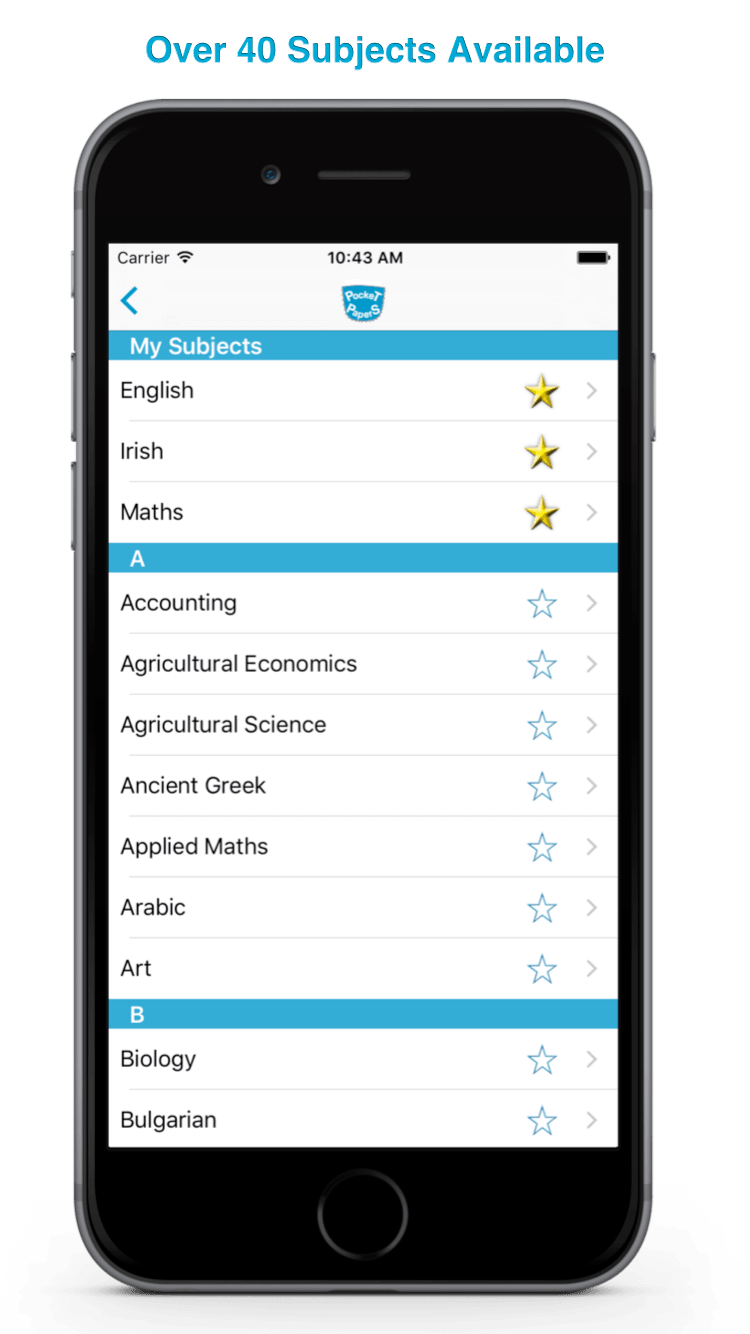 Over 40 Subjects Available
Carrier 10:43 AM
PockeT
PaperS
My Subjects
English
Irish
Maths
A
Accounting
Agricultural Economics
Agricultural Science
Ancient Greek
Applied Maths
Arabic
Art
B
Biology
Bulgarian